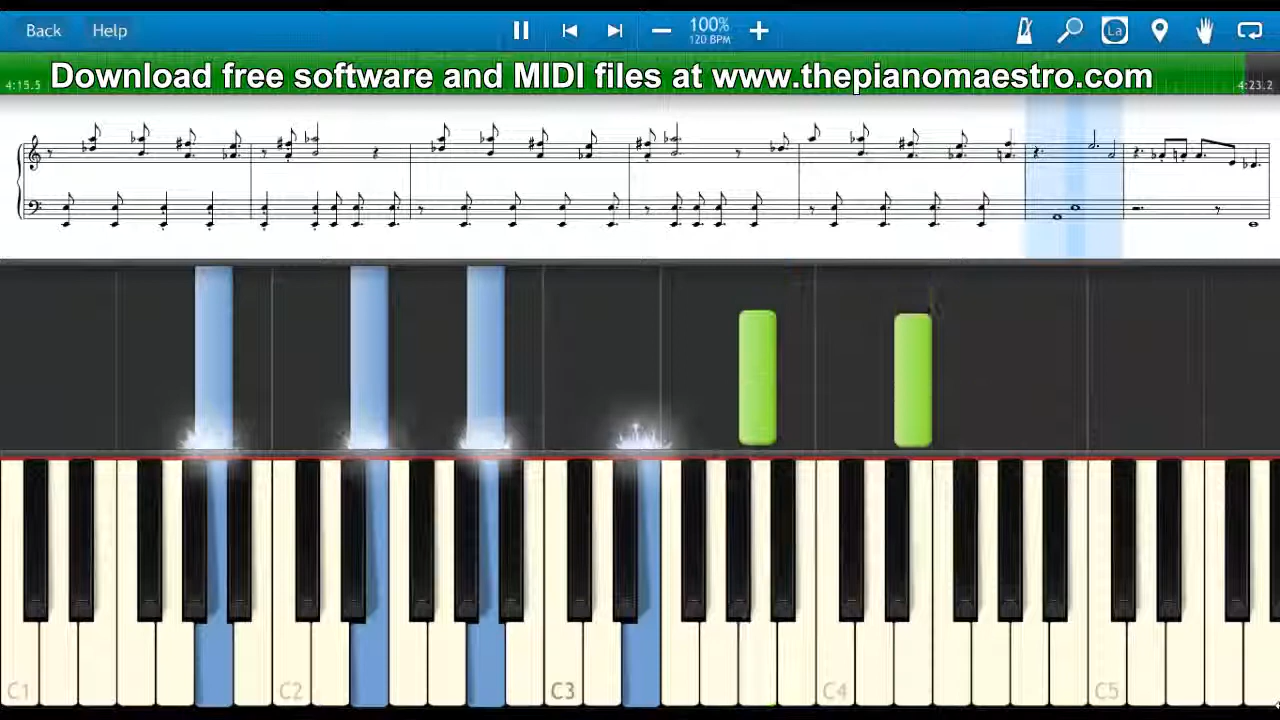 Back Help 100% La
120 BPM
Download free software and MIDI files at www.thepianomaestro.com
4:15.5 4:23.2
C1 C2 C3 C4 C5